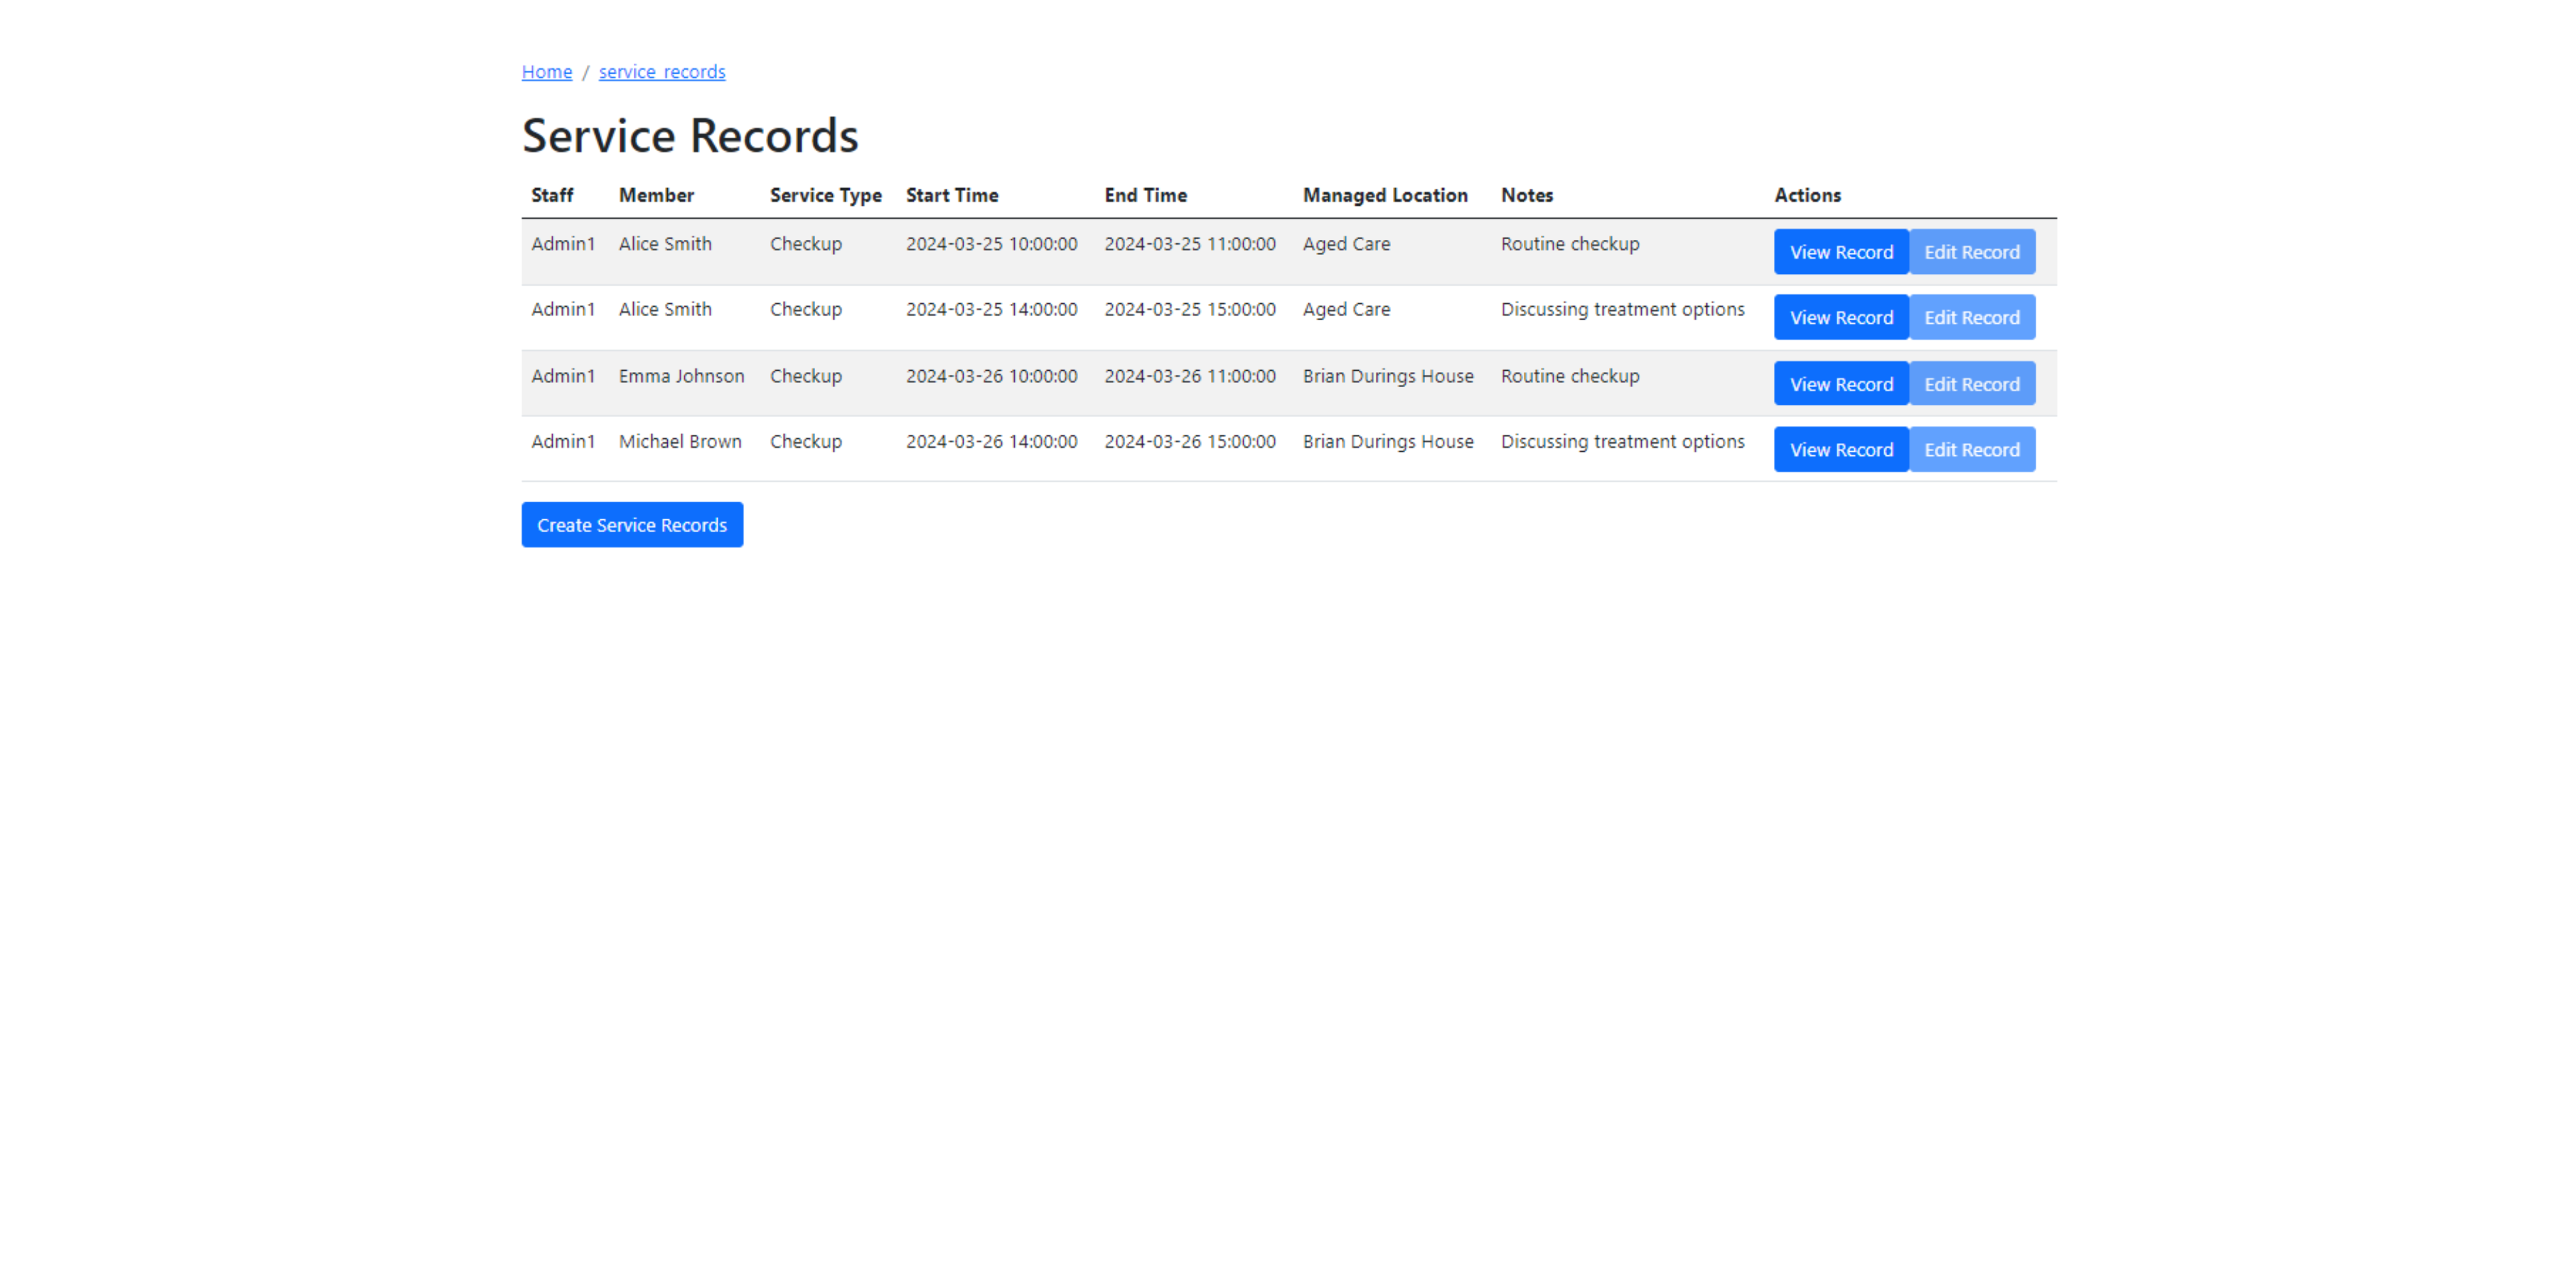 Home / service_records
Service Records
Staff Member Service Type Start Time End Time Managed Location Notes Actions
Admin1 Alice Smith Checkup 2024-03-25 10:00:00 2024-03-25 11:00:00 Aged Care Routine checkup View Record Edit Record
Admin1 Alice Smith Checkup 2024-03-25 14:00:00 2024-03-25 15:00:00 Aged Care Discussing treatment options View Record Edit Record
Admin1 Emma Johnson Checkup 2024-03-26 10:00:00 2024-03-26 11:00:00 Brian Durings House Routine checkup View Record Edit Record
Admin1 Michael Brown Checkup 2024-03-26 14:00:00 2024-03-26 15:00:00 Brian Durings House Discussing treatment options View Record Edit Record
Create Service Records